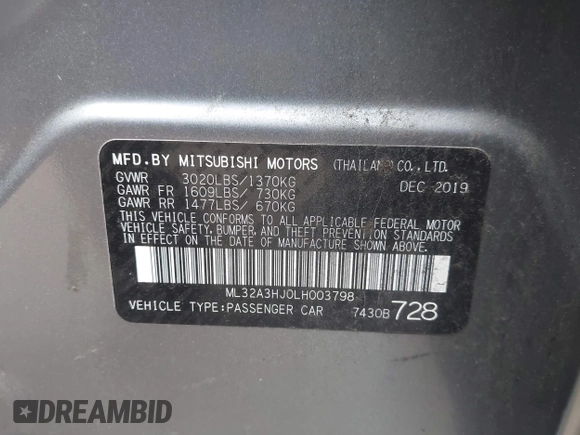 MFD.BY MITSUBISHI MOTORS (THAILAND) CO., LTD.
GVWR 3020LBS/1370KG DEC 2019
GAWR FR 1609LBS/ 730KG
GAWR RR 1477LBS/ 670KG
THIS VEHICLE CONFORMS TO ALL APPLICABLE FEDERAL MOTOR
VEHICLE SAFETY, BUMPER, AND THEFT PREVENTION STANDARDS
IN EFFECT ON THE DATE OF MANUFACTURE SHOWN ABOVE.
ML32A3HJ0LH003798
VEHICLE TYPE:PASSENGER CAR 7430B 728
DREAMBID